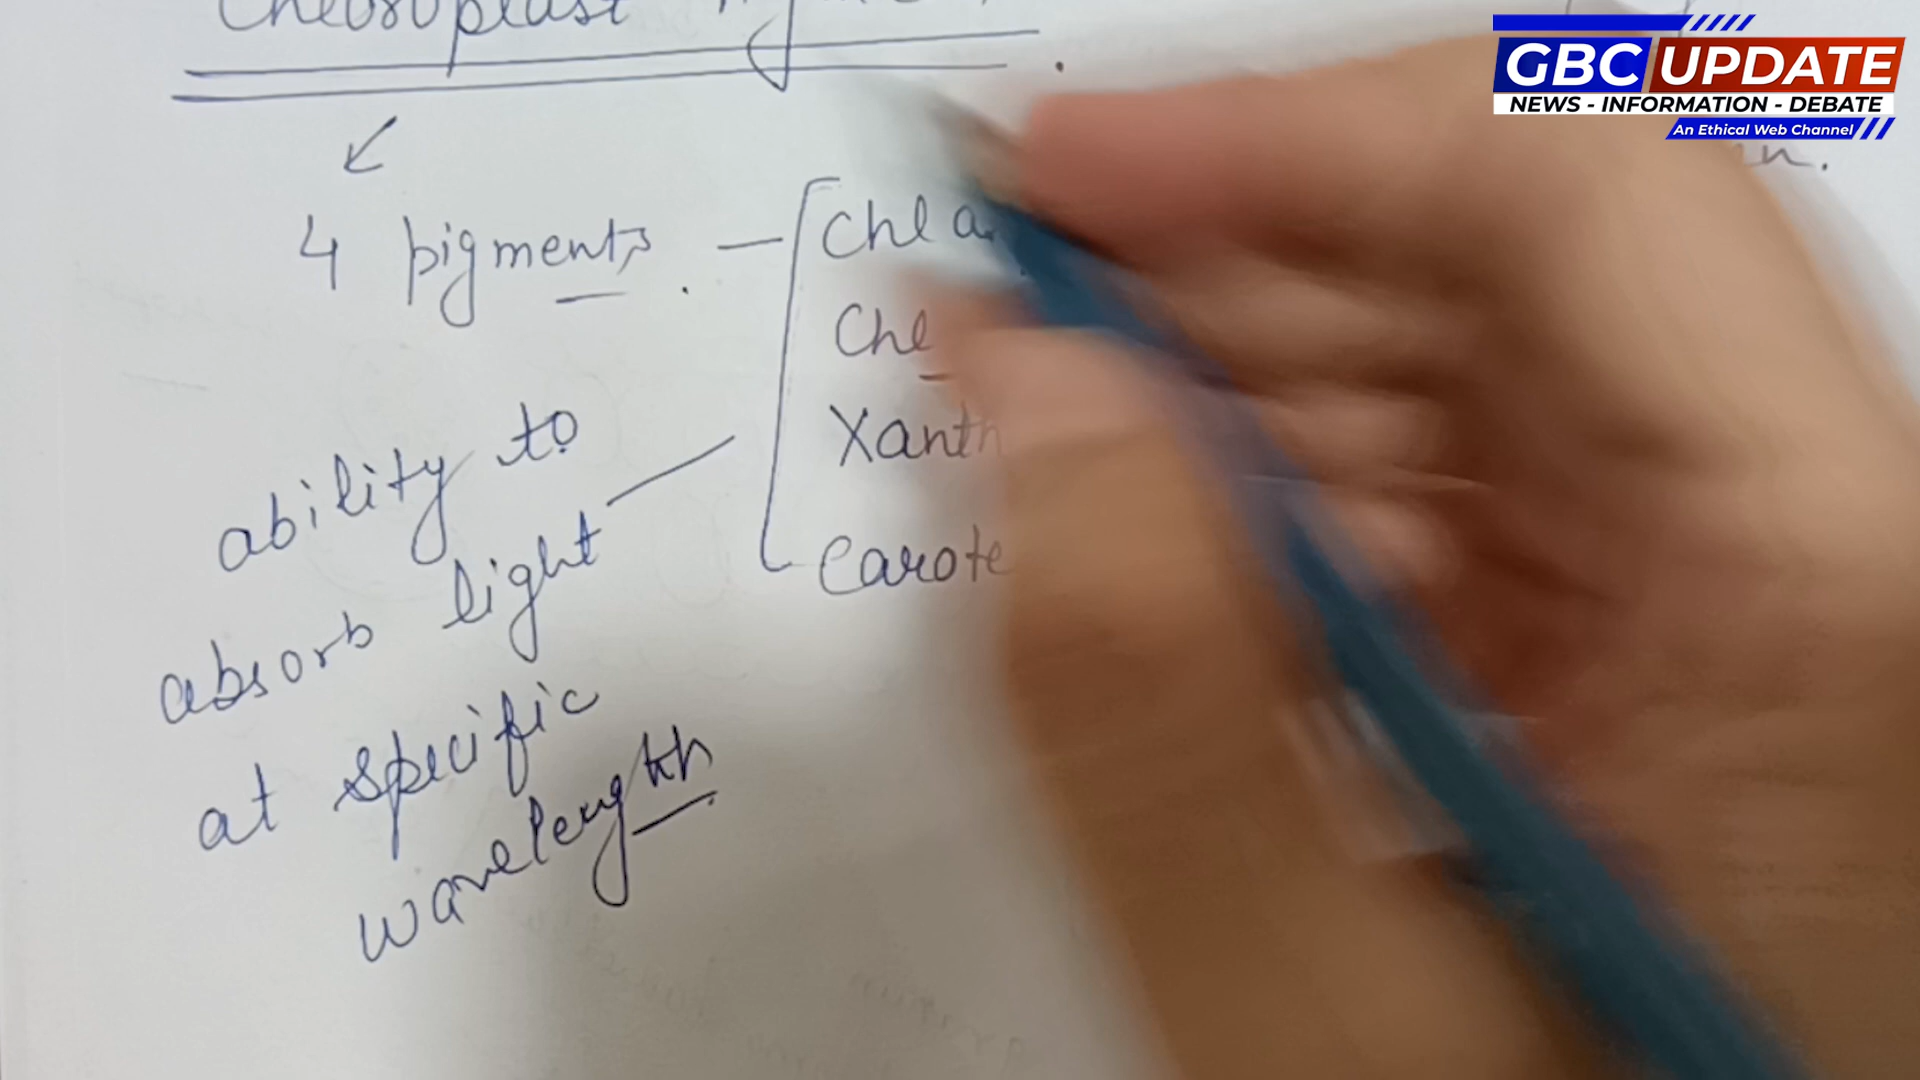 Chloroplast
GBC UPDATE
NEWS - INFORMATION - DEBATE
An Ethical Web Channel
4 pigments. - Chl a
Chl
Xanth
Carote
ability to
absorb light
at specific
wavelength